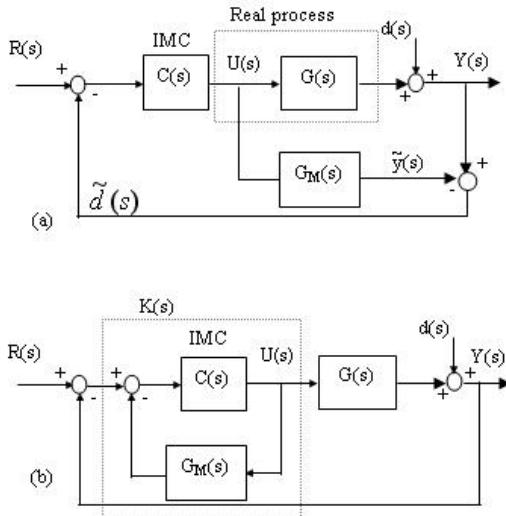 Real process
d(s)
R(s)
IMC
U(s)
Y(s)
+
C(s)
G(s)
+
-
+
G_M(s)
ỹ(s)
+
-
d̃(s)
(a)
K(s)
IMC
R(s)
U(s)
d(s)
Y(s)
+
+
C(s)
G(s)
+
-
-
+
G_M(s)
(b)